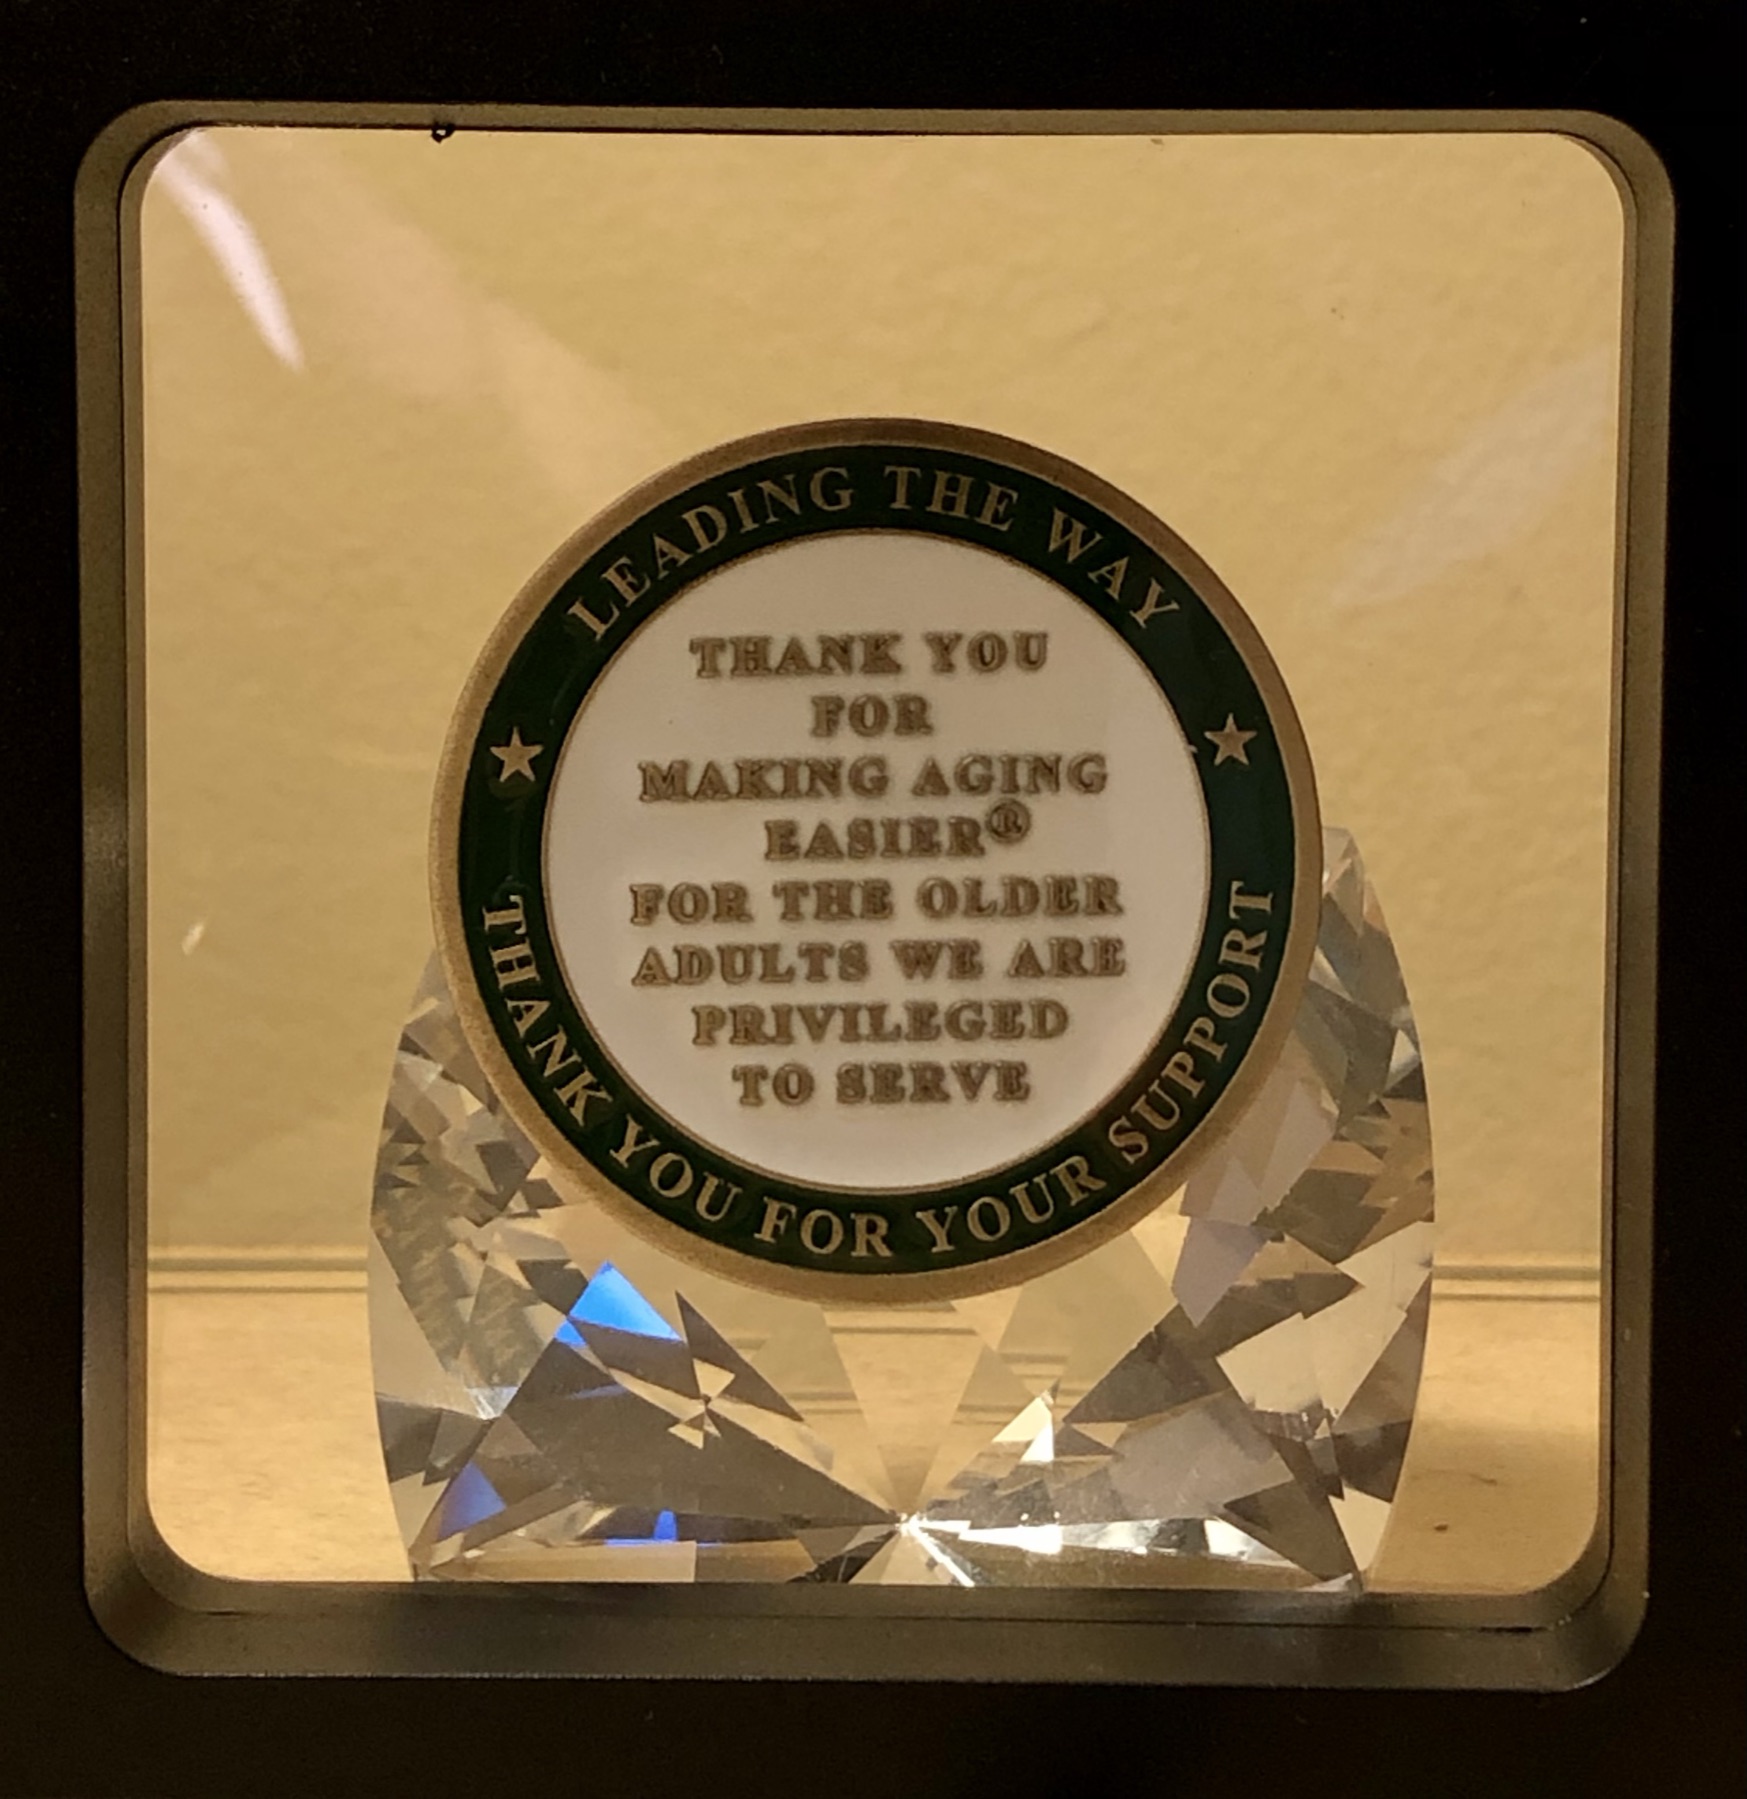 LEADING THE WAY
THANK YOU
FOR
MAKING AGING
EASIER®
FOR THE OLDER
ADULTS WE ARE
PRIVILEGED
TO SERVE
THANK YOU FOR YOUR SUPPORT